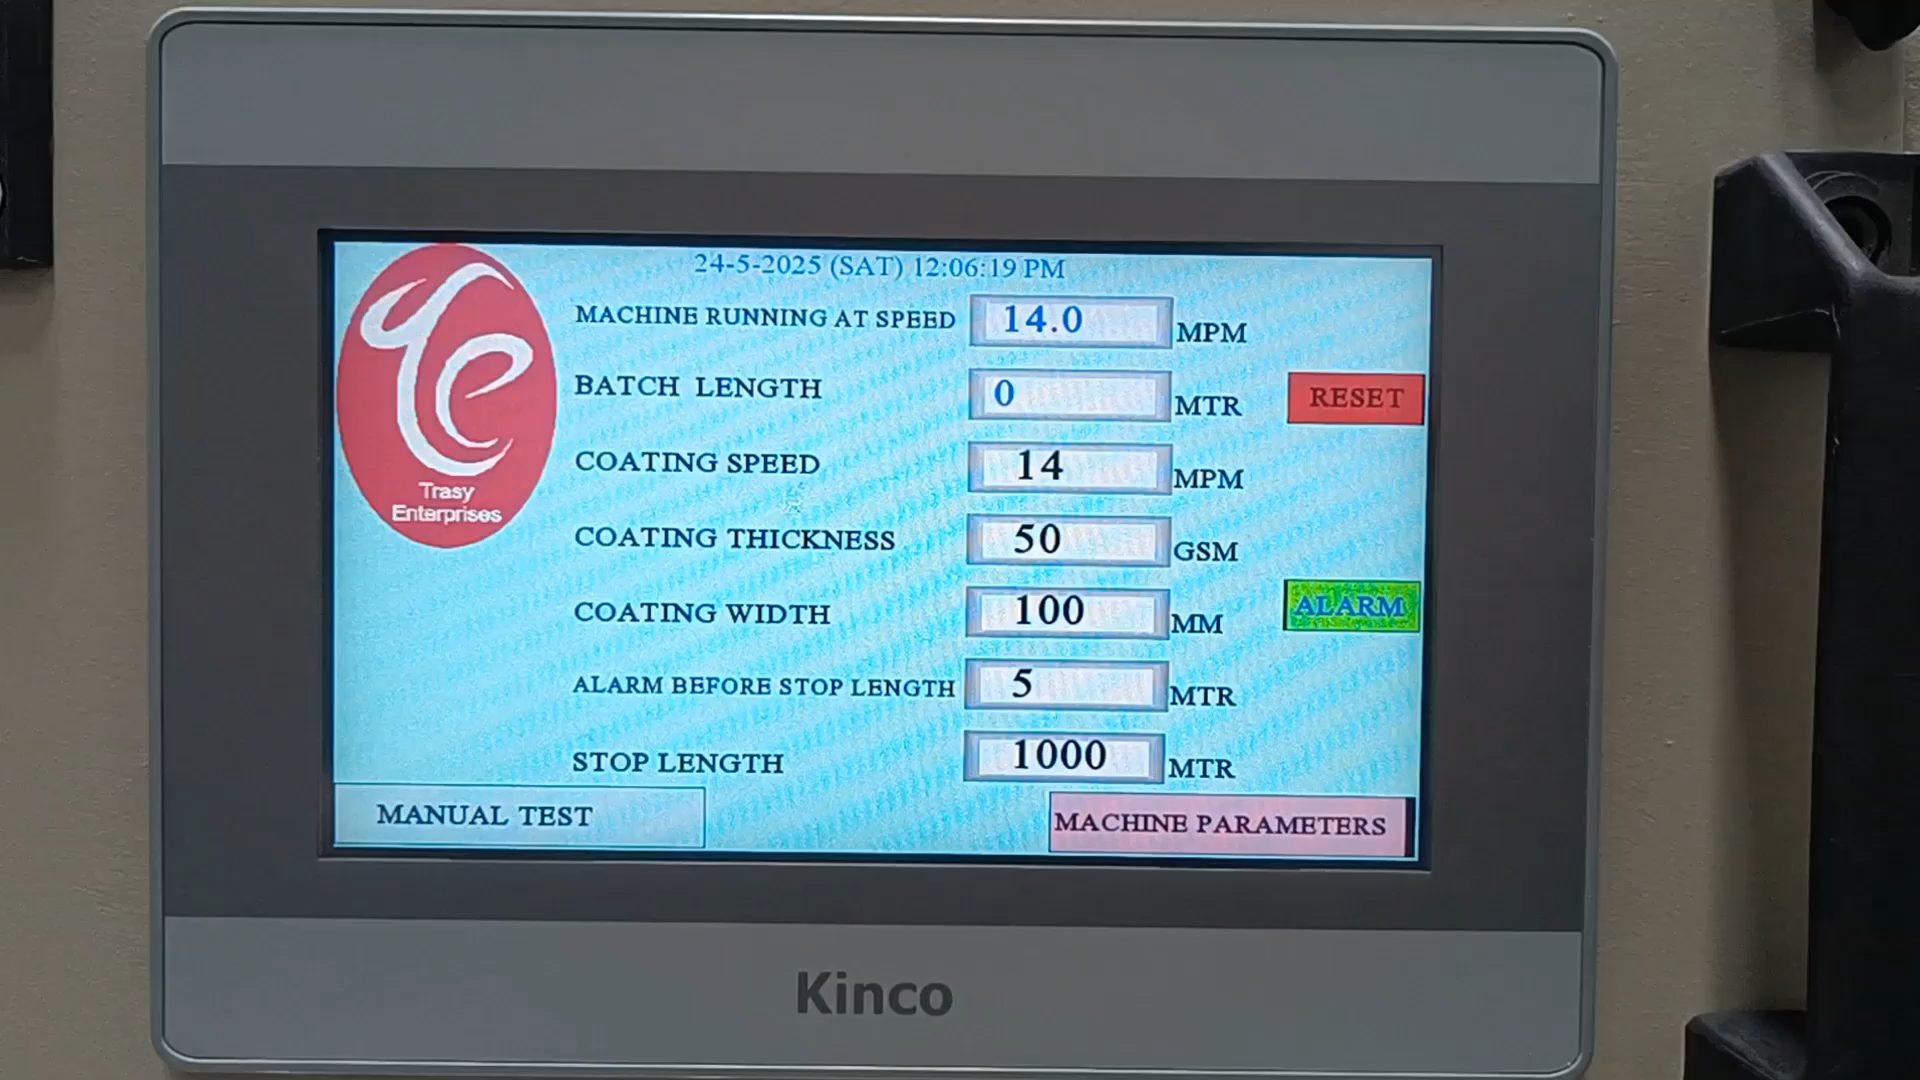 24-5-2025 (SAT) 12:06:19 PM
MACHINE RUNNING AT SPEED 14.0 MPM
BATCH LENGTH 0 MTR RESET
COATING SPEED 14 MPM
Trasy
Enterprises
COATING THICKNESS 50 GSM
COATING WIDTH 100 MM ALARM
ALARM BEFORE STOP LENGTH 5 MTR
STOP LENGTH 1000 MTR
MANUAL TEST MACHINE PARAMETERS
Kinco